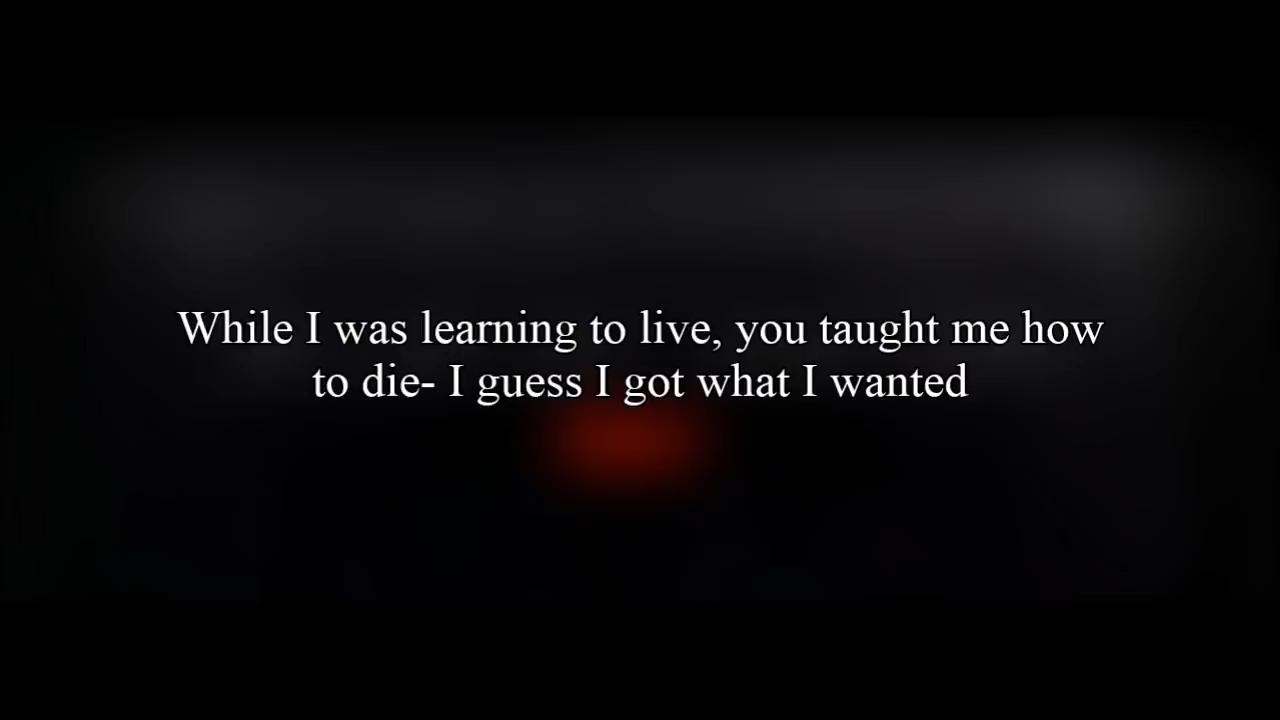 While I was learning to live, you taught me how
to die- I guess I got what I wanted